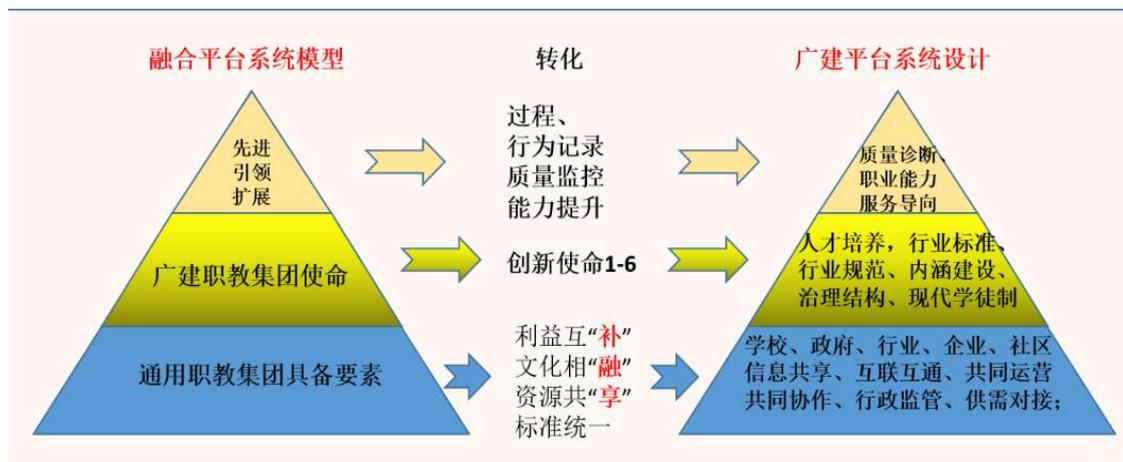 融合平台系统模型
转化
广建平台系统设计
先进
引领
扩展
过程、
行为记录
质量监控
能力提升
质量诊断、
职业能力
服务导向
广建职教集团使命
创新使命1-6
人才培养，行业标准、
行业规范、内涵建设、
治理结构、现代学徒制
通用职教集团具备要素
利益互“补”
文化相“融”
资源共“享”
标准统一
学校、政府、行业、企业、社区
信息共享、互联互通、共同运营
共同协作、行政监管、供需对接；